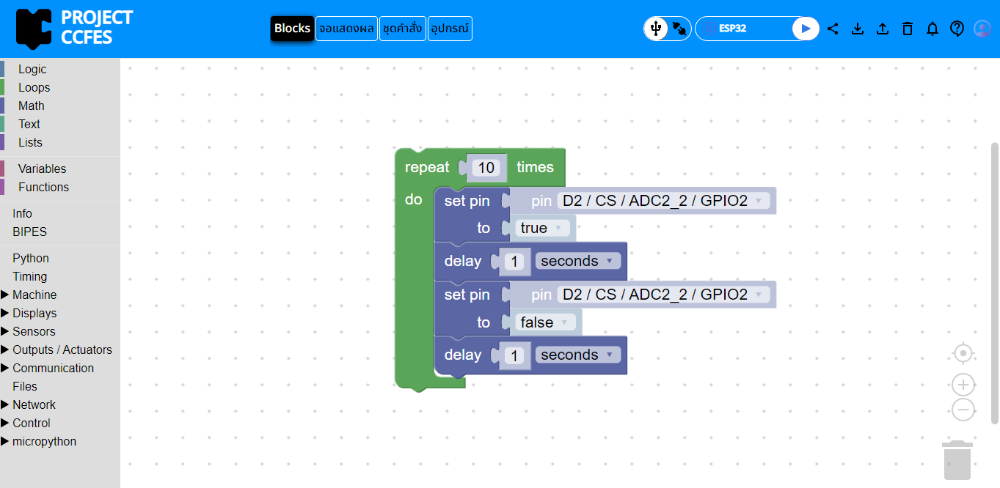 PROJECT
CCFES
Blocks จอแสดงผล ชุดคำสั่ง อุปกรณ์
ESP32
Logic
Loops
Math
Text
Lists
Variables
Functions
Info
BIPES
Python
Timing
Machine
Displays
Sensors
Outputs / Actuators
Communication
Files
Network
Control
micropython
repeat 10 times
do set pin pin D2 / CS / ADC2_2 / GPIO2
to true
delay 1 seconds
set pin pin D2 / CS / ADC2_2 / GPIO2
to false
delay 1 seconds